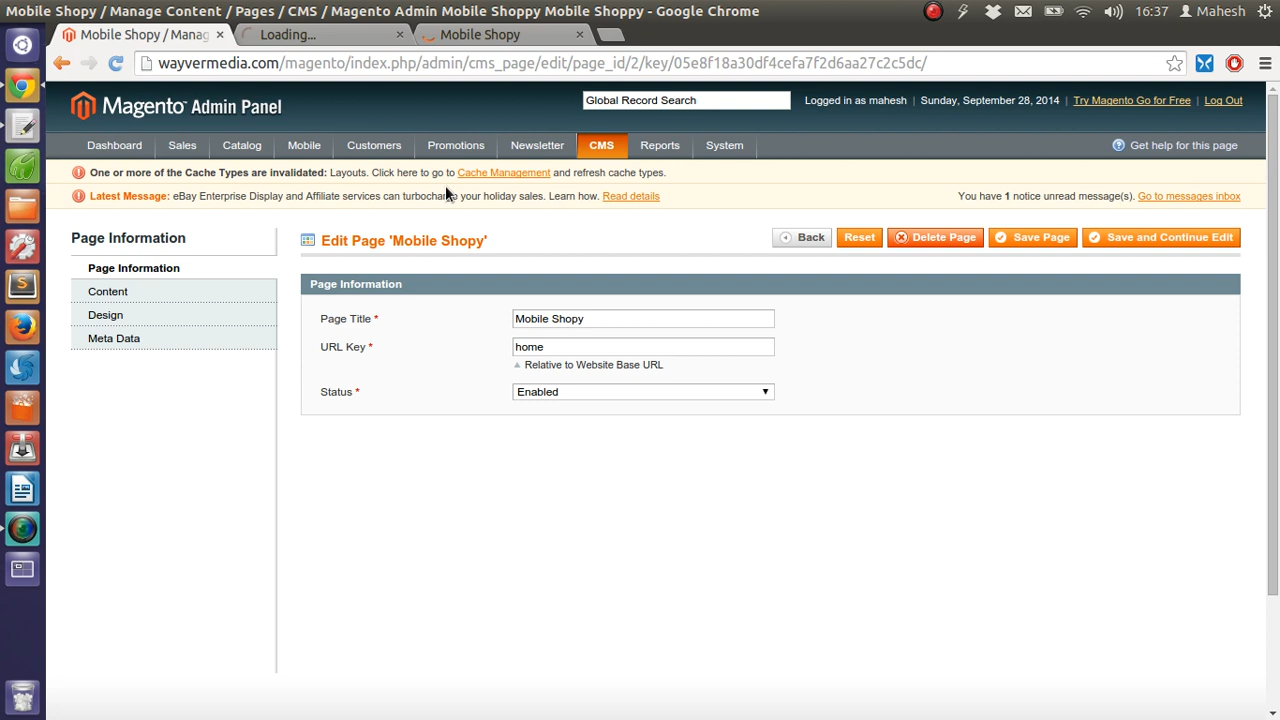 Mobile Shopy / Manage Content / Pages / CMS / Magento Admin Mobile Shoppy Mobile Shoppy - Google Chrome
16:37 Mahesh
Mobile Shopy / Manag
Loading...
Mobile Shopy
wayvermedia.com/magento/index.php/admin/cms_page/edit/page_id/2/key/05e8f18a30df4cefa7f2d6aa27c2c5dc/
Magento Admin Panel
Global Record Search
Logged in as mahesh | Sunday, September 28, 2014 | Try Magento Go for Free | Log Out
Dashboard Sales Catalog Mobile Customers Promotions Newsletter CMS Reports System
Get help for this page
One or more of the Cache Types are invalidated: Layouts. Click here to go to Cache Management and refresh cache types.
Latest Message: eBay Enterprise Display and Affiliate services can turbocharge your holiday sales. Learn how. Read details
You have 1 notice unread message(s). Go to messages inbox
Page Information
Page Information
Content
Design
Meta Data
Edit Page 'Mobile Shopy'
Back Reset Delete Page Save Page Save and Continue Edit
Page Information
Page Title * Mobile Shopy
URL Key * home
Relative to Website Base URL
Status * Enabled